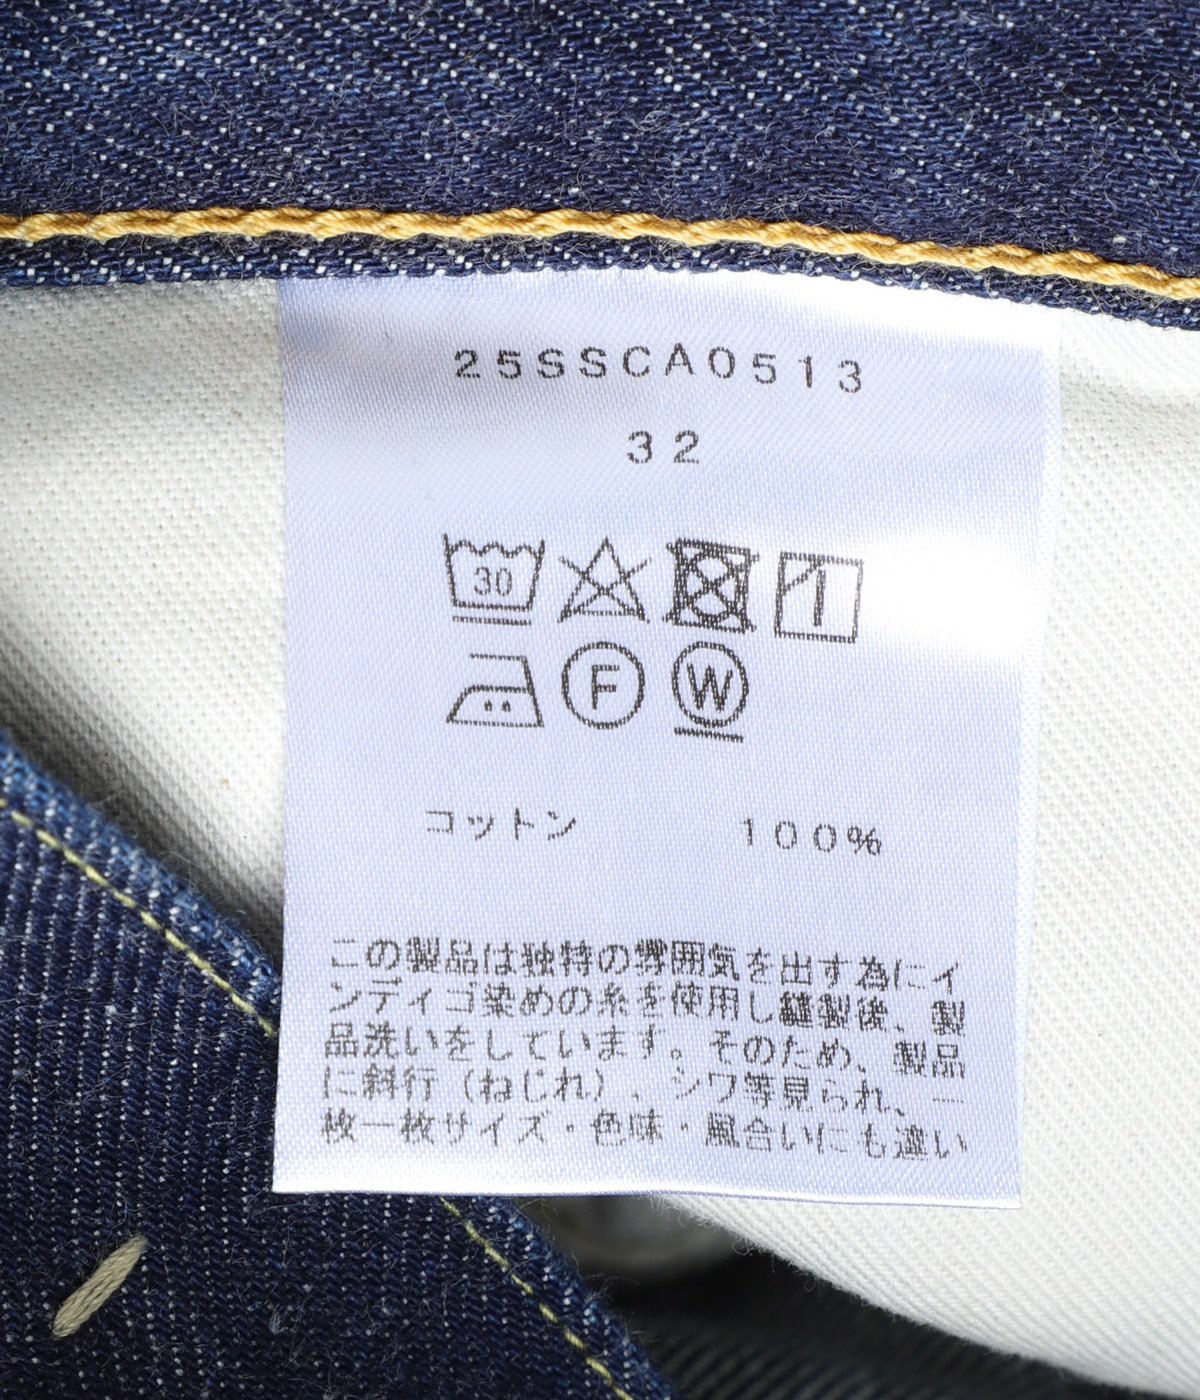 25SSCA0513
32
30
F W
コットン 100%
この製品は独特の雰囲気を出す為にイ
ンディゴ染めの糸を使用し縫製後、製
品洗いをしています。そのため、製品
に斜行（ねじれ）、シワ等見られ、一
枚一枚サイズ・色味・風合いにも違い